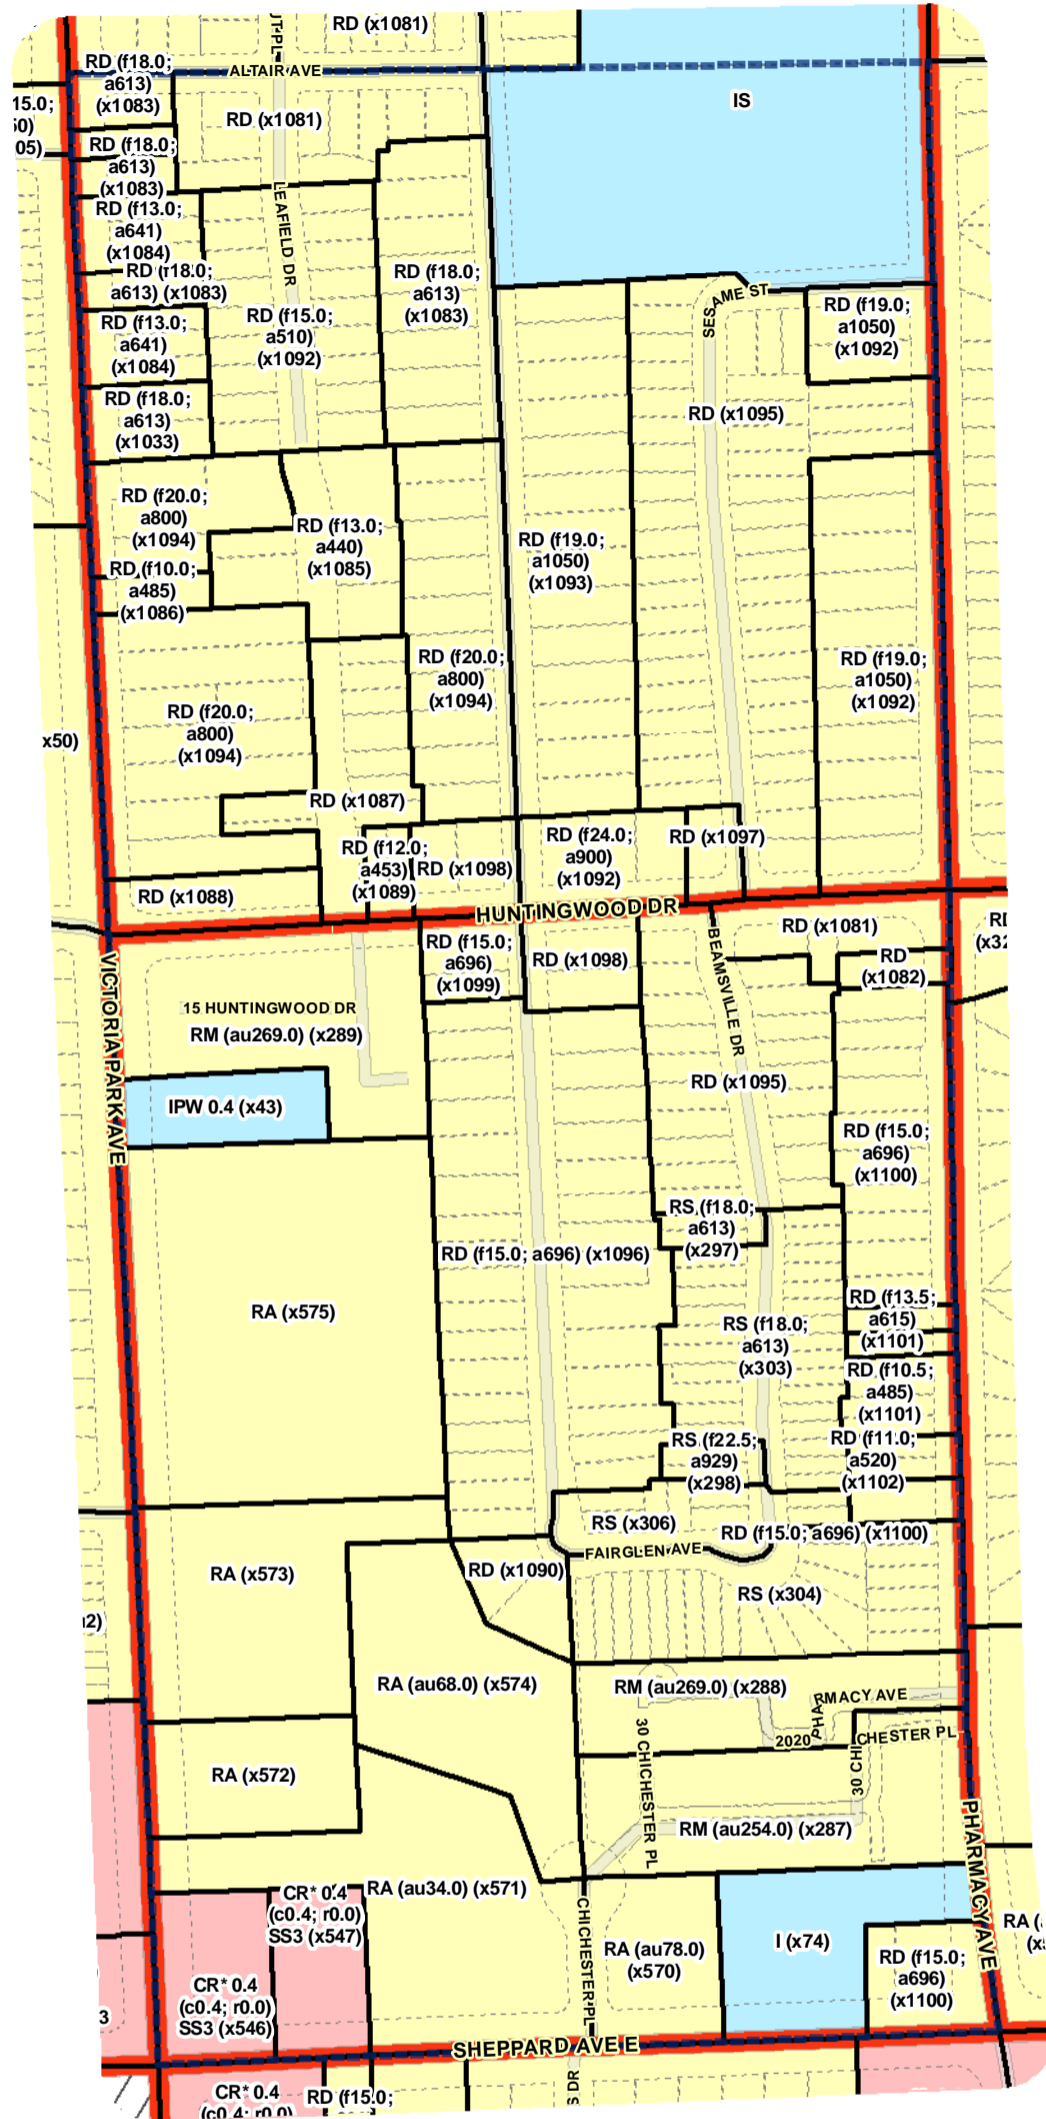 RD (x1081)
ALTAIR AVE
RD (f18.0;
a613)
(x1083)
15.0;
50)
05)
RD (x1081)
IS
RD (f18.0;
a613)
(x1083)
LEAFIELD DR
RD (f13.0;
a641)
(x1084)
RD (f18.0;
a613) (x1083)
RD (f18.0;
a613)
(x1083)
SESAME ST
RD (f19.0;
a1050)
(x1092)
RD (f13.0;
a641)
(x1084)
RD (f15.0;
a510)
(x1092)
RD (f18.0;
a613)
(x1033)
RD (x1095)
RD (f20.0;
a800)
(x1094)
RD (f13.0;
a440)
(x1085)
RD (f19.0;
a1050)
(x1093)
RD (f10.0;
a485)
(x1086)
RD (f20.0;
a800)
(x1094)
RD (f19.0;
a1050)
(x1092)
RD (f20.0;
a800)
(x1094)
x50)
RD (x1087)
RD (f12.0;
a453)
(x1089)
RD (x1098)
RD (f24.0;
a900)
(x1092)
RD (x1097)
RD (x1088)
HUNTINGWOOD DR
VICTORIA PARK AVE
RD (f15.0;
a696)
(x1099)
RD (x1098)
BEAMSVILLE DR
RD (x1081)
RD
(x1082)
RD
(x32
15 HUNTINGWOOD DR
RM (au269.0) (x289)
RD (x1095)
IPW 0.4 (x43)
RD (f15.0;
a696)
(x1100)
RS (f18.0;
a613)
(x297)
RD (f15.0; a696) (x1096)
RA (x575)
RS (f18.0;
a613)
(x303)
RD (f13.5;
a615)
(x1101)
RD (f10.5;
a485)
(x1101)
RS (f22.5;
a929)
(x298)
RD (f11.0;
a520)
(x1102)
RS (x306)
RD (f15.0; a696) (x1100)
FAIRGLEN AVE
RA (x573)
RD (x1090)
RS (x304)
RA (au68.0) (x574)
RM (au269.0) (x288)
2020 PHARMACY AVE
30 CHICHESTER PL
30 CHICHESTER PL
RA (x572)
RM (au254.0) (x287)
PHARMACY AVE
RA (au34.0) (x571)
CR* 0.4
(c0.4; r0.0)
SS3 (x547)
CHICHESTER PL
RA (au78.0)
(x570)
I (x74)
RD (f15.0;
a696)
(x1100)
CR* 0.4
(c0.4; r0.0)
SS3 (x546)
3
SHEPPARD AVE E
CR* 0.4
(c0.4; r0.0)
RD (f15.0;
S DR